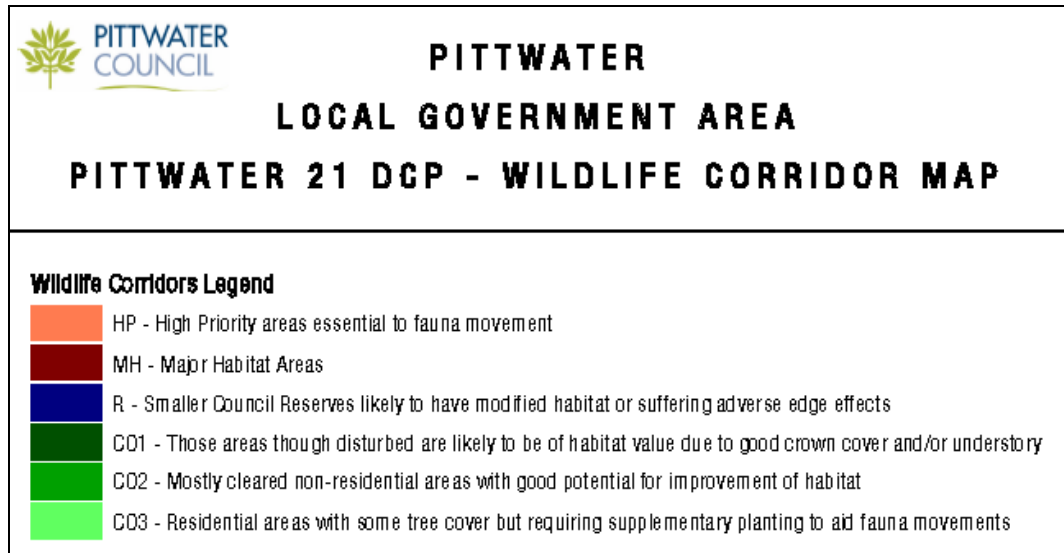 PITTWATER
COUNCIL
PITTWATER
LOCAL GOVERNMENT AREA
PITTWATER 21 DCP - WILDLIFE CORRIDOR MAP
Wildlife Corridors Legend
HP - High Priority areas essential to fauna movement
MH - Major Habitat Areas
R - Smaller Council Reserves likely to have modified habitat or suffering adverse edge effects
CO1 - Those areas though disturbed are likely to be of habitat value due to good crown cover and/or understory
CO2 - Mostly cleared non-residential areas with good potential for improvement of habitat
CO3 - Residential areas with some tree cover but requiring supplementary planting to aid fauna movements